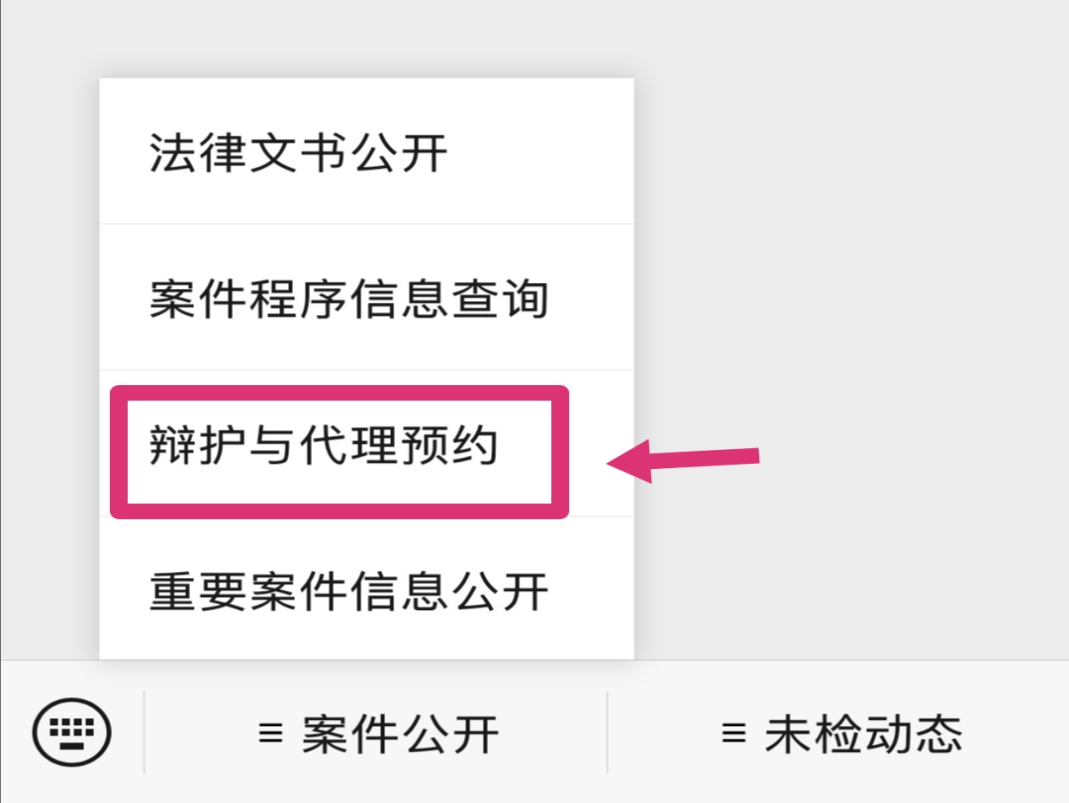 法律文书公开
案件程序信息查询
辩护与代理预约
重要案件信息公开
≡ 案件公开
≡ 未检动态